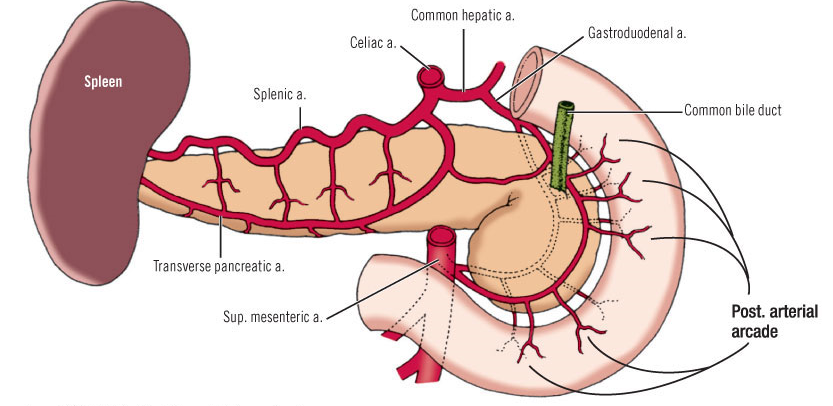 Common hepatic a.
Gastroduodenal a.
Celiac a.
Spleen
Splenic a.
Common bile duct
Transverse pancreatic a.
Sup. mesenteric a.
Post. arterial
arcade